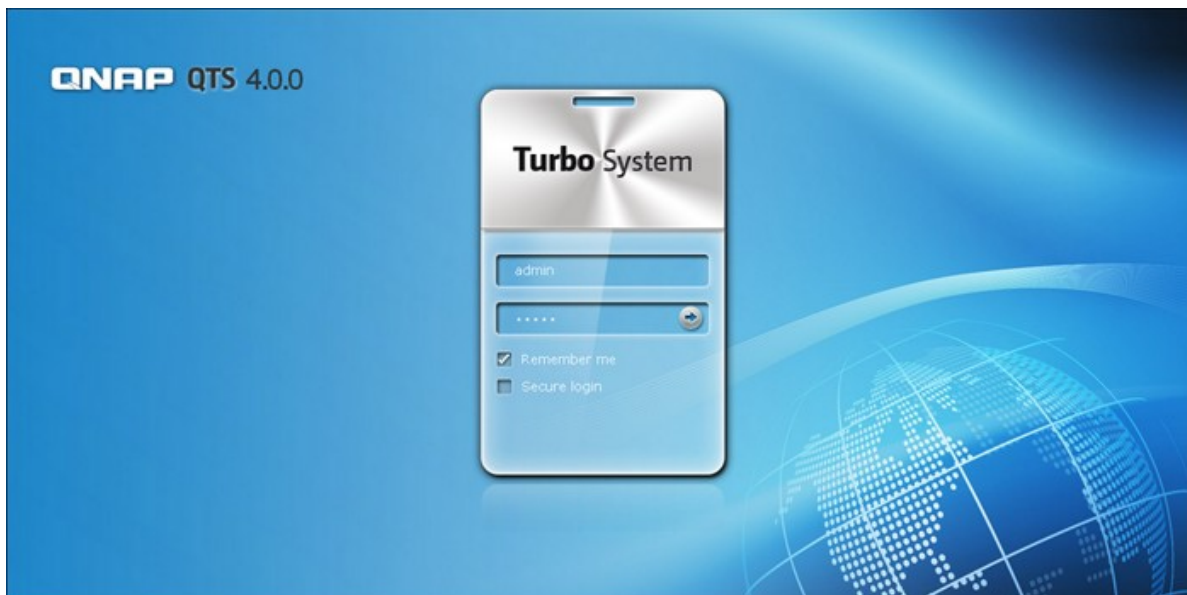 QNAP QTS 4.0.0
Turbo System
admin
•••••
Remember me
Secure login